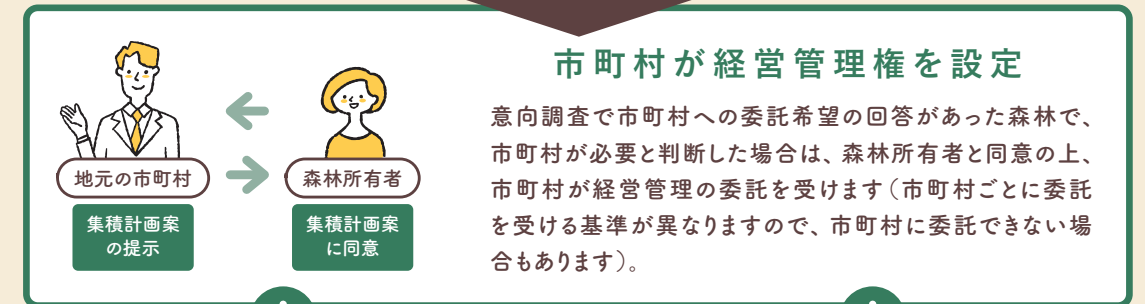 市町村が経営管理権を設定
意向調査で市町村への委託希望の回答があった森林で、
市町村が必要と判断した場合は、森林所有者と同意の上、
市町村が経営管理の委託を受けます（市町村ごとに委託
を受ける基準が異なりますので、市町村に委託できない場
合もあります）。
地元の市町村
集積計画案
の提示
森林所有者
集積計画案
に同意